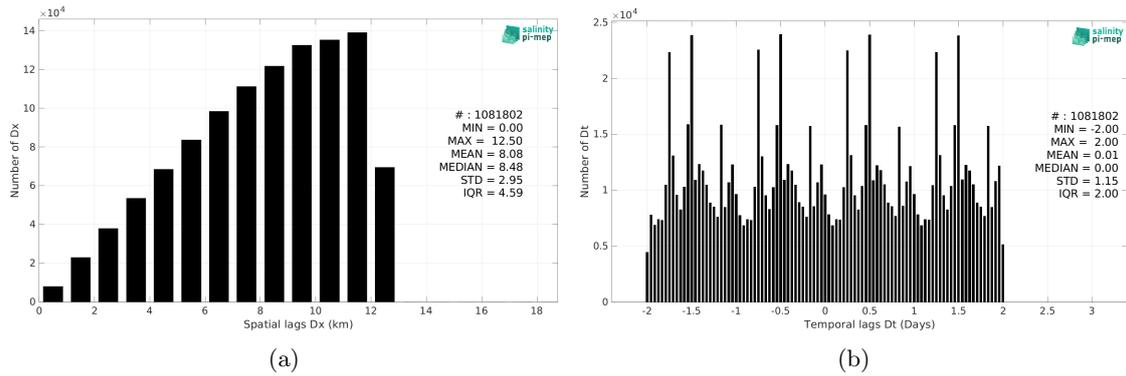 ×10⁴
14
12
10
8
6
4
2
0
Number of Dx
salinity
pi-mep
# : 1081802
MIN = 0.00
MAX = 12.50
MEAN = 8.08
MEDIAN = 8.48
STD = 2.95
IQR = 4.59
0 2 4 6 8 10 12 14 16 18
Spatial lags Dx (km)
(a)
×10⁴
2.5
2
1.5
1
0.5
0
Number of Dt
salinity
pi-mep
# : 1081802
MIN = -2.00
MAX = 2.00
MEAN = 0.01
MEDIAN = 0.00
STD = 1.15
IQR = 2.00
-2 -1.5 -1 -0.5 0 0.5 1 1.5 2 2.5 3
Temporal lags Dt (Days)
(b)